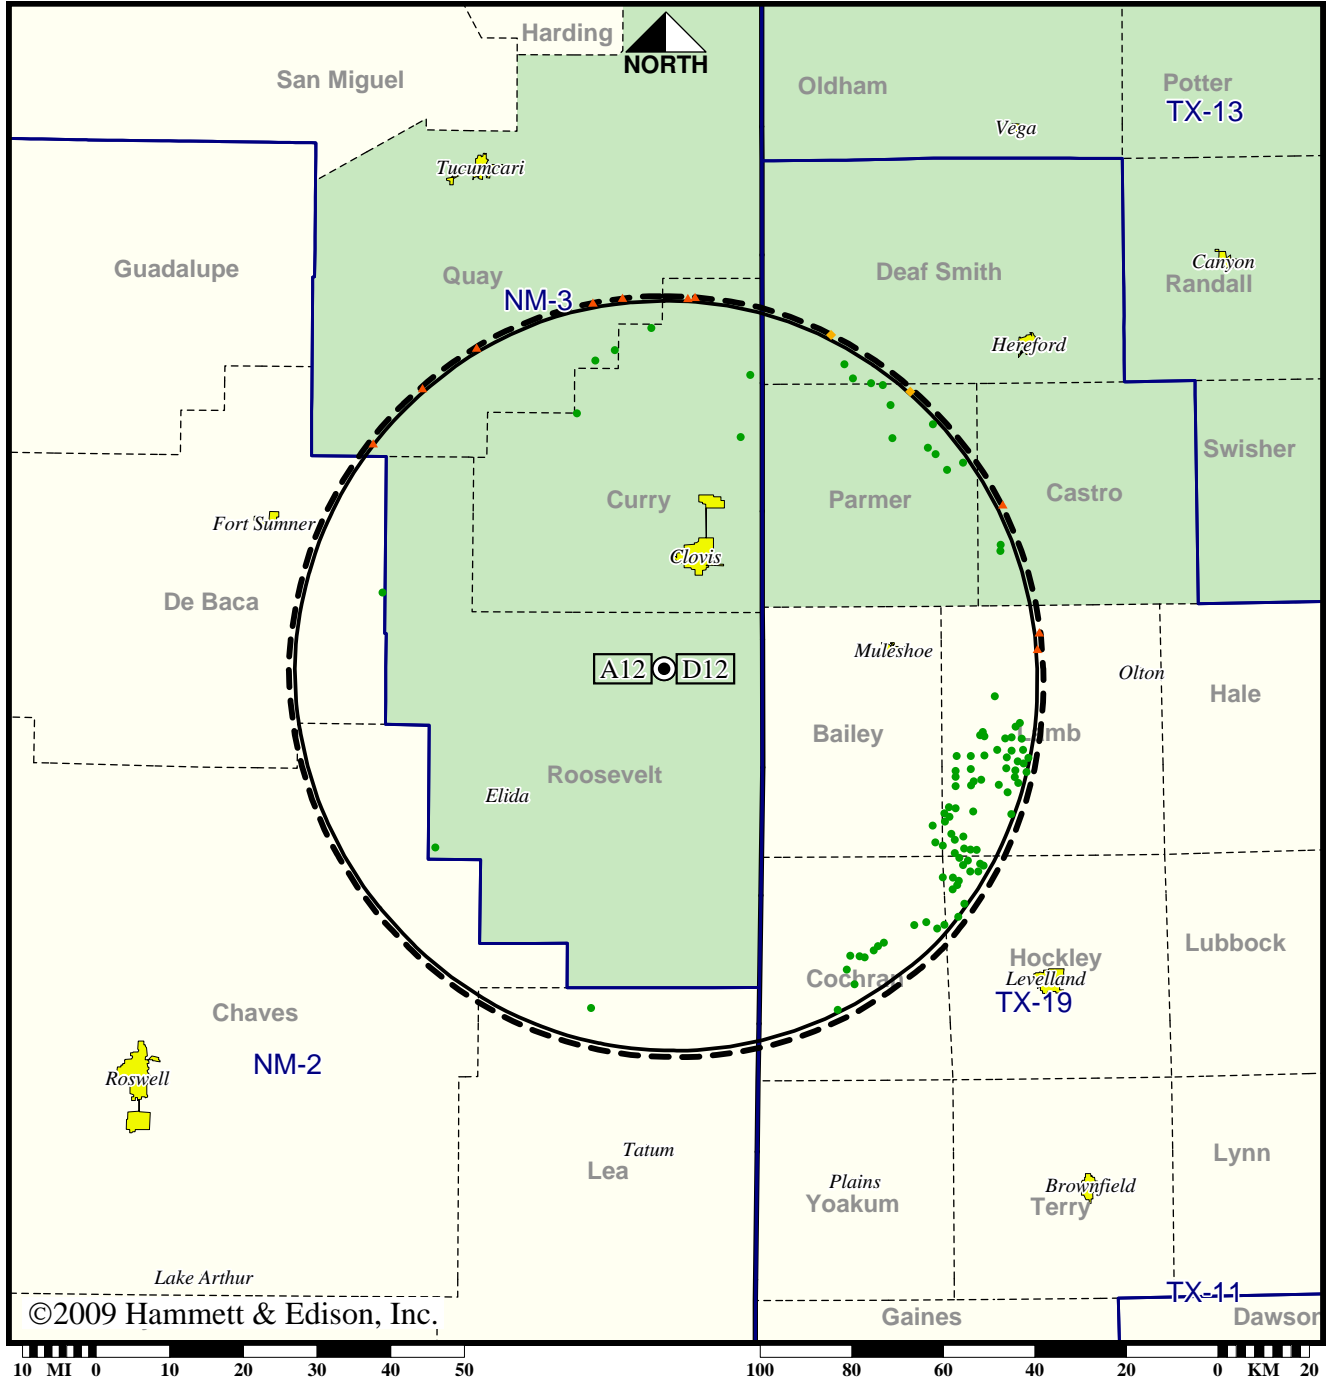 Harding
San Miguel
NORTH
Oldham
Potter
TX-13
Vega
Tucumcari
Guadalupe
Quay
Deaf Smith
Canyon
Randall
NM-3
Hereford
Swisher
Curry
Parmer
Castro
Fort Sumner
Clovis
De Baca
A12
D12
Muleshoe
Olton
Hale
Bailey
Lamb
Roosevelt
Elida
Lubbock
Hockley
Cochran
Levelland
TX-19
Chaves
NM-2
Roswell
Tatum
Lea
Lynn
Plains
Yoakum
Brownfield
Terry
Lake Arthur
TX-11
©2009 Hammett & Edison, Inc.
Gaines
Dawson
10 MI 0 10 20 30 40 50 100 80 60 40 20 0 KM 20